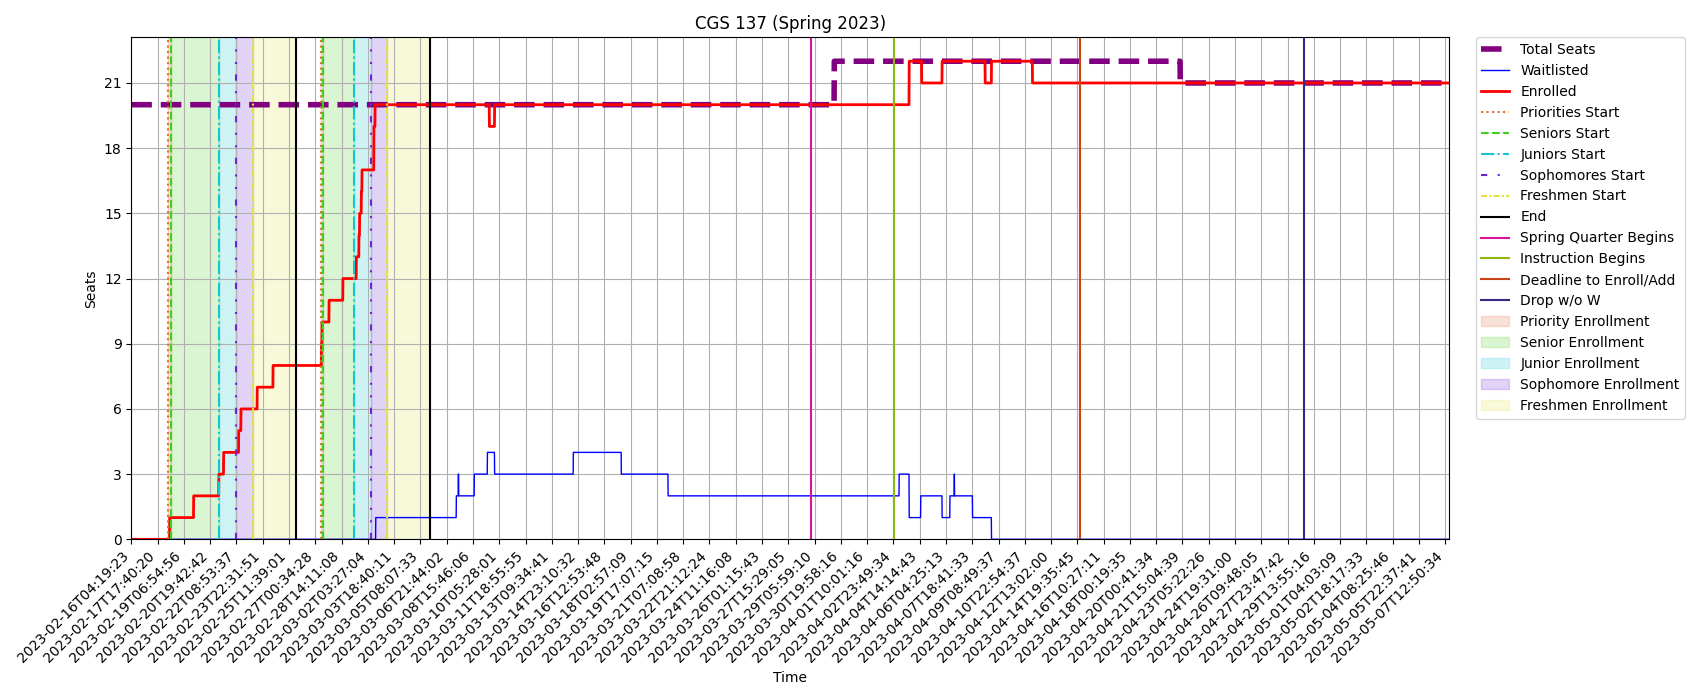 CGS 137 (Spring 2023)
Seats
21
18
15
12
9
6
3
0
2023-02-16T04:19:23
2023-02-17T17:40:20
2023-02-19T06:54:56
2023-02-20T19:42:42
2023-02-22T08:53:37
2023-02-23T22:31:51
2023-02-25T11:39:01
2023-02-27T00:34:28
2023-02-28T14:11:08
2023-03-02T03:27:04
2023-03-03T18:40:11
2023-03-05T08:07:33
2023-03-06T21:44:02
2023-03-08T15:46:06
2023-03-10T05:28:01
2023-03-11T18:55:55
2023-03-13T09:34:41
2023-03-14T23:10:32
2023-03-16T12:53:48
2023-03-18T02:57:09
2023-03-19T17:07:15
2023-03-21T07:08:58
2023-03-22T21:12:24
2023-03-24T11:16:08
2023-03-26T01:15:43
2023-03-27T15:29:05
2023-03-29T05:59:10
2023-03-30T19:58:16
2023-04-01T10:01:16
2023-04-02T23:49:34
2023-04-04T14:14:43
2023-04-06T04:25:13
2023-04-07T18:41:33
2023-04-09T08:49:37
2023-04-10T22:54:37
2023-04-12T13:02:00
2023-04-14T19:35:45
2023-04-16T10:27:11
2023-04-18T00:19:35
2023-04-20T00:41:34
2023-04-21T15:04:39
2023-04-23T05:22:26
2023-04-24T19:31:00
2023-04-26T09:48:05
2023-04-27T23:47:42
2023-04-29T13:55:16
2023-05-01T04:03:09
2023-05-02T18:17:33
2023-05-04T08:25:46
2023-05-05T22:37:41
2023-05-07T12:50:34
Time
Total Seats
Waitlisted
Enrolled
Priorities Start
Seniors Start
Juniors Start
Sophomores Start
Freshmen Start
End
Spring Quarter Begins
Instruction Begins
Deadline to Enroll/Add
Drop w/o W
Priority Enrollment
Senior Enrollment
Junior Enrollment
Sophomore Enrollment
Freshmen Enrollment